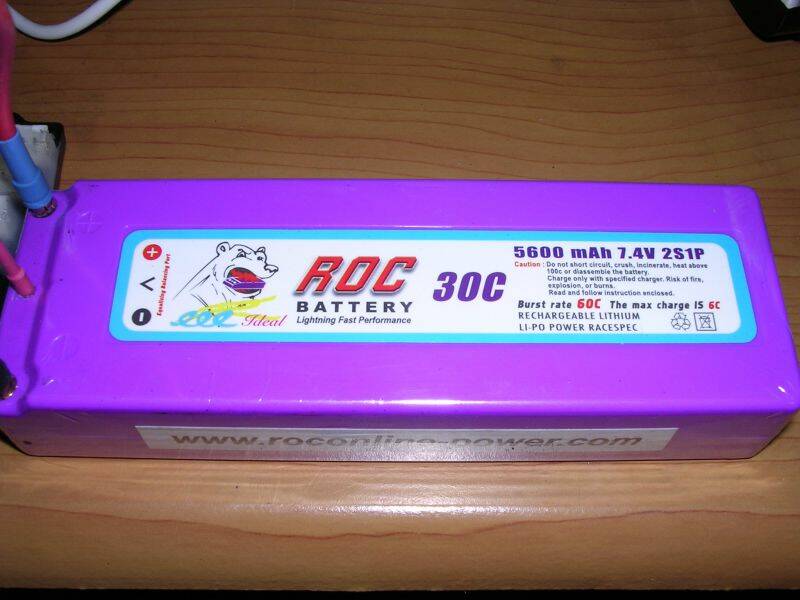 +
Equalizing Balancing Port
ROC
BATTERY
Lightning Fast Performance
eee Ideal
30C
5600 mAh 7.4V 2S1P
Caution : Do not short circuit, crush, incinerate, heat above
100c or diassemble the battery.
Charge only with specified charger. Risk of fire,
explosion, or burns.
Read and follow instruction enclosed.
Burst rate 60C The max charge IS 6C
RECHARGEABLE LITHIUM
LI-PO POWER RACESPEC
www.roconline-power.com